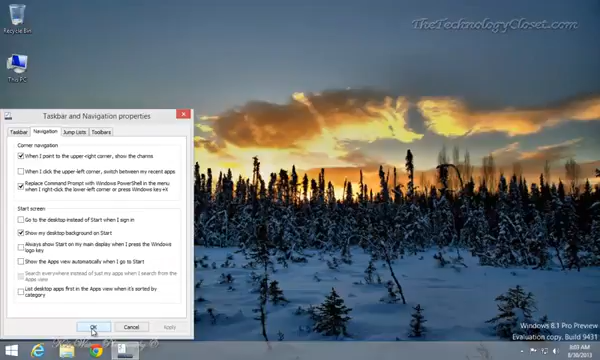 TheTechnologyCloset.com
Recycle Bin
This PC
Taskbar and Navigation properties
Taskbar
Navigation
Jump Lists
Toolbars
Corner navigation
When I point to the upper-right corner, show the charms
When I click the upper-left corner, switch between my recent apps
Replace Command Prompt with Windows PowerShell in the menu
when I right-click the lower-left corner or press Windows key+X
Start screen
Go to the desktop instead of Start when I sign in
Show my desktop background on Start
Always show Start on my main display when I press the Windows
logo key
Show the Apps view automatically when I go to Start
Search everywhere instead of just my apps when I search from the
Apps view
List desktop apps first in the Apps view when it's sorted by
category
OK
Cancel
Apply
Windows 8.1 Pro Preview
Evaluation copy. Build 9431
8:03 AM
8/30/2013